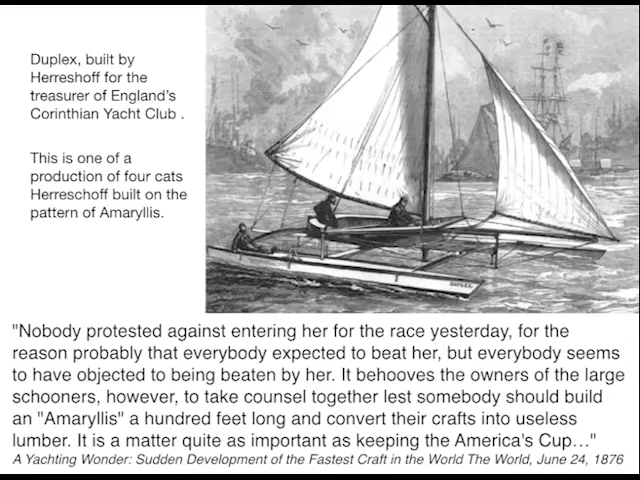 Duplex, built by
Herreshoff for the
treasurer of England's
Corinthian Yacht Club .
This is one of a
production of four cats
Herreschoff built on the
pattern of Amaryllis.
DUPLEX
"Nobody protested against entering her for the race yesterday, for the
reason probably that everybody expected to beat her, but everybody seems
to have objected to being beaten by her. It behooves the owners of the large
schooners, however, to take counsel together lest somebody should build
an "Amaryllis" a hundred feet long and convert their crafts into useless
lumber. It is a matter quite as important as keeping the America's Cup…"
A Yachting Wonder: Sudden Development of the Fastest Craft in the World The World, June 24, 1876